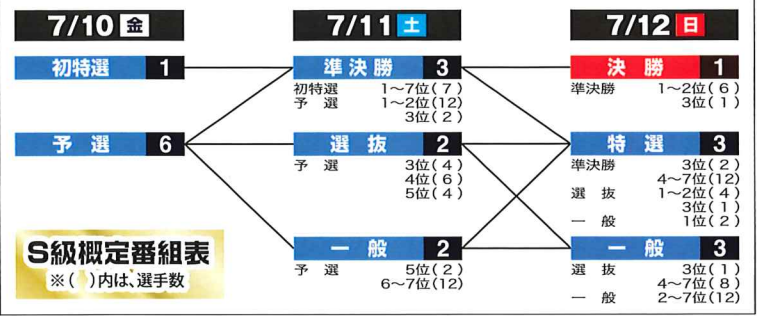 7/10 金
初特選 1
予選 6
S級概定番組表
※( )内は、選手数
7/11 土
準決勝 3
初特選 1〜7位(7)
予選 1〜2位(12)
3位(2)
選抜 2
予選 3位(4)
4位(6)
5位(4)
一般 2
予選 5位(2)
6〜7位(12)
7/12 日
決勝 1
準決勝 1〜2位(6)
3位(1)
特選 3
準決勝 3位(2)
4〜7位(12)
選抜 1〜2位(4)
3位(1)
一般 1位(2)
一般 3
選抜 3位(1)
4〜7位(8)
一般 2〜7位(12)